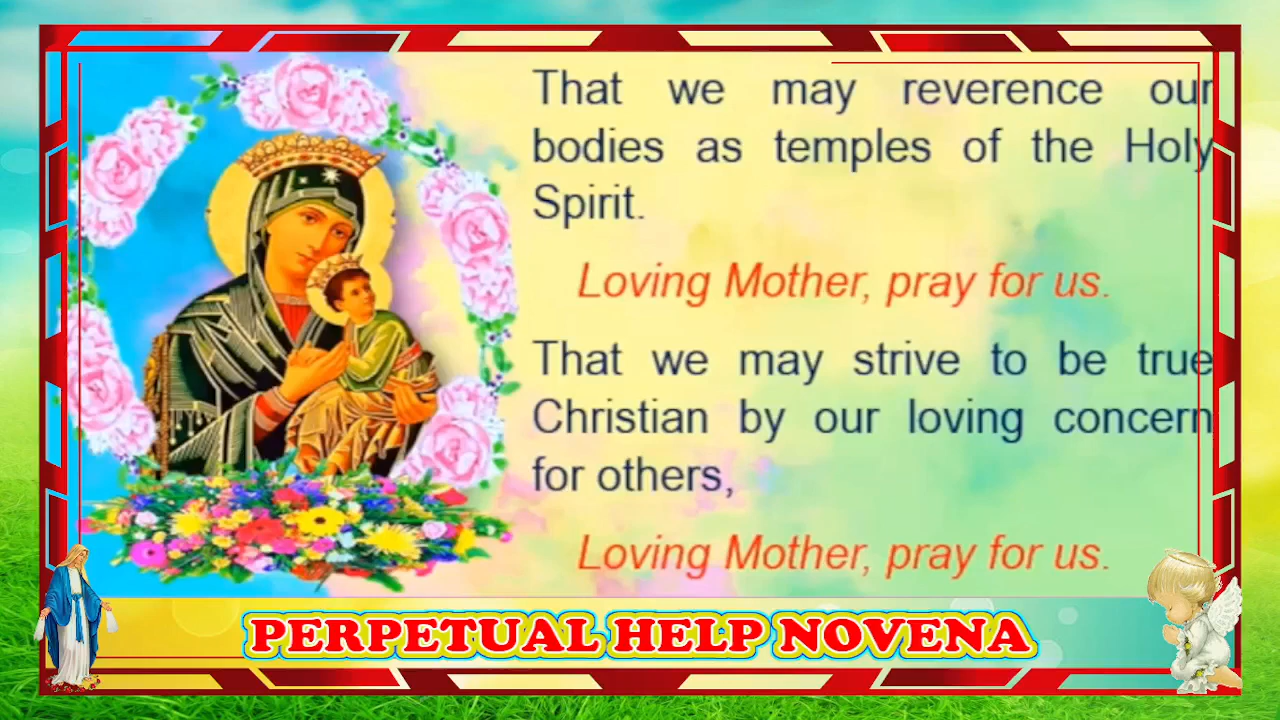 That we may reverence our
bodies as temples of the Holy
Spirit.
Loving Mother, pray for us.
That we may strive to be true
Christian by our loving concern
for others,
Loving Mother, pray for us.
PERPETUAL HELP NOVENA